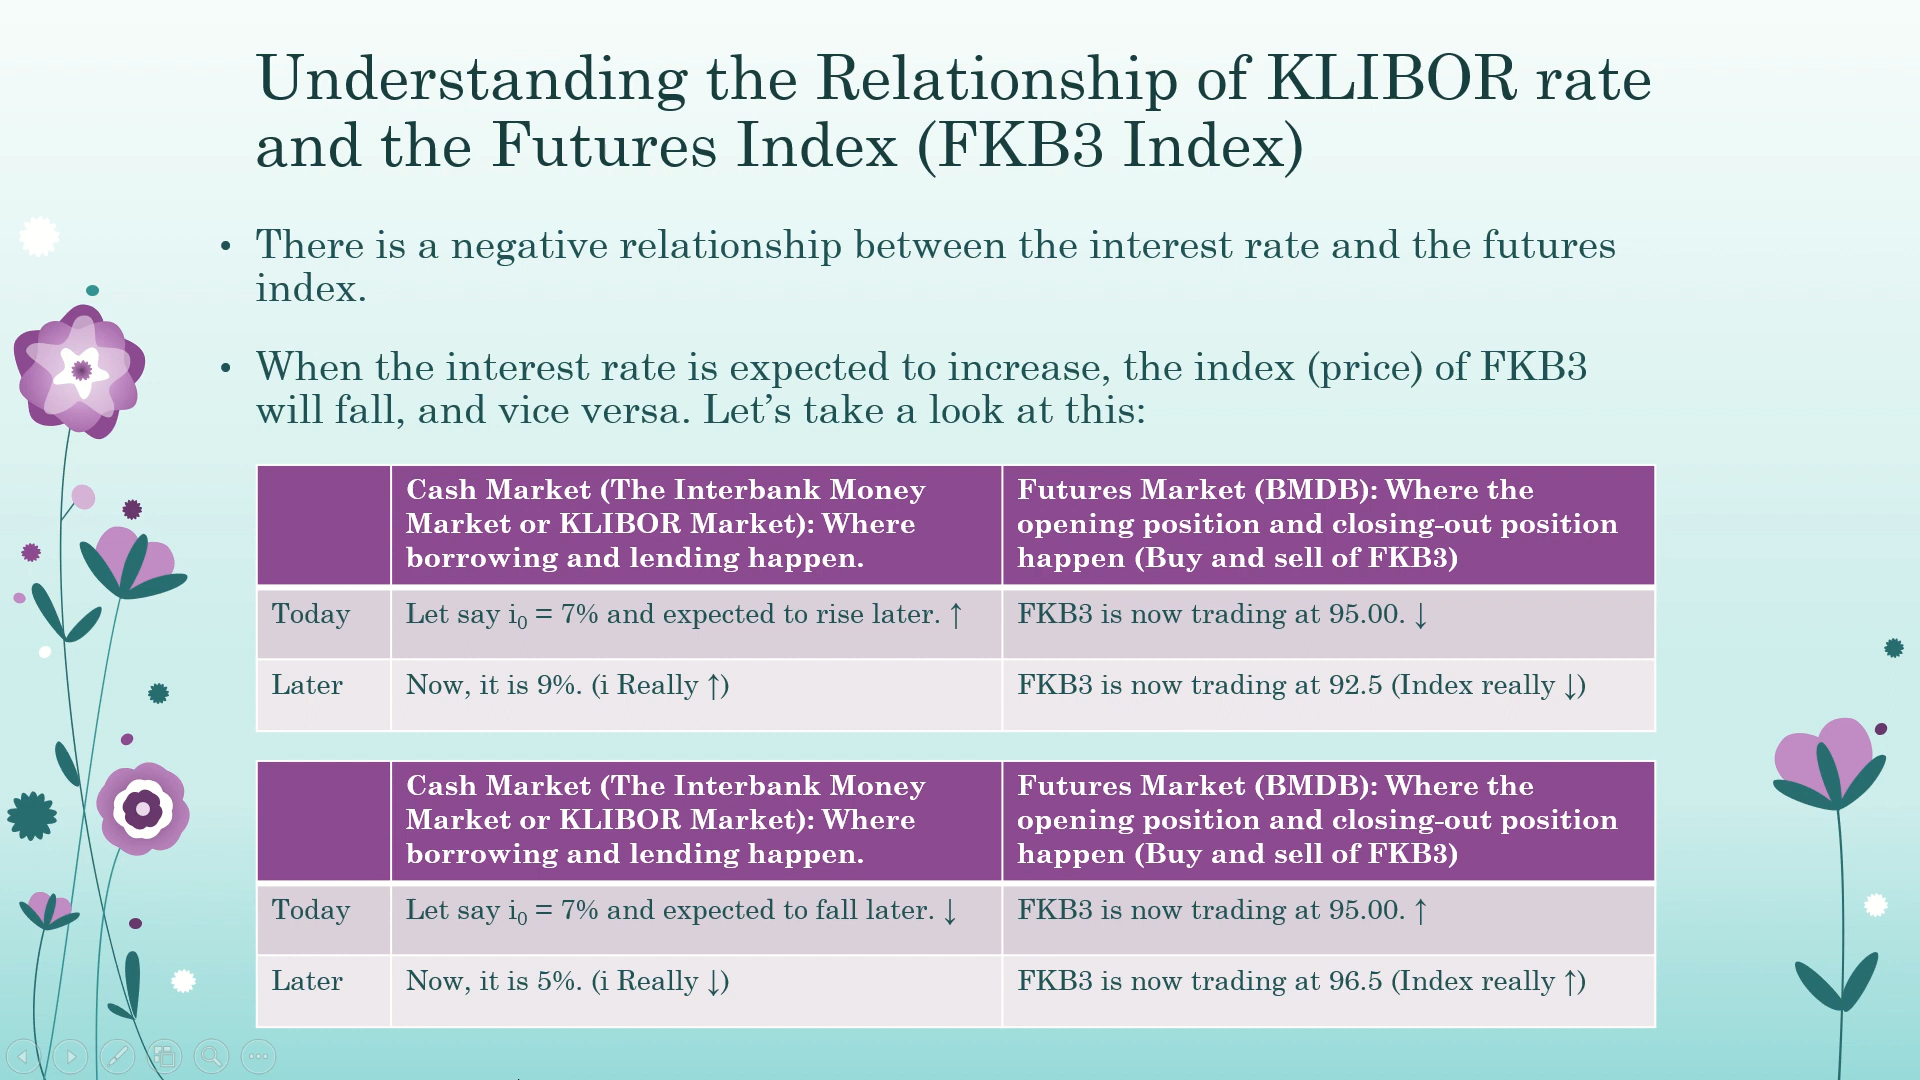 Understanding the Relationship of KLIBOR rate
and the Futures Index (FKB3 Index)
• There is a negative relationship between the interest rate and the futures
index.
• When the interest rate is expected to increase, the index (price) of FKB3
will fall, and vice versa. Let’s take a look at this:
Cash Market (The Interbank Money
Market or KLIBOR Market): Where
borrowing and lending happen.
Futures Market (BMDB): Where the
opening position and closing-out position
happen (Buy and sell of FKB3)
Today
Let say i₀ = 7% and expected to rise later. ↑
FKB3 is now trading at 95.00. ↓
Later
Now, it is 9%. (i Really ↑)
FKB3 is now trading at 92.5 (Index really ↓)
Cash Market (The Interbank Money
Market or KLIBOR Market): Where
borrowing and lending happen.
Futures Market (BMDB): Where the
opening position and closing-out position
happen (Buy and sell of FKB3)
Today
Let say i₀ = 7% and expected to fall later. ↓
FKB3 is now trading at 95.00. ↑
Later
Now, it is 5%. (i Really ↓)
FKB3 is now trading at 96.5 (Index really ↑)